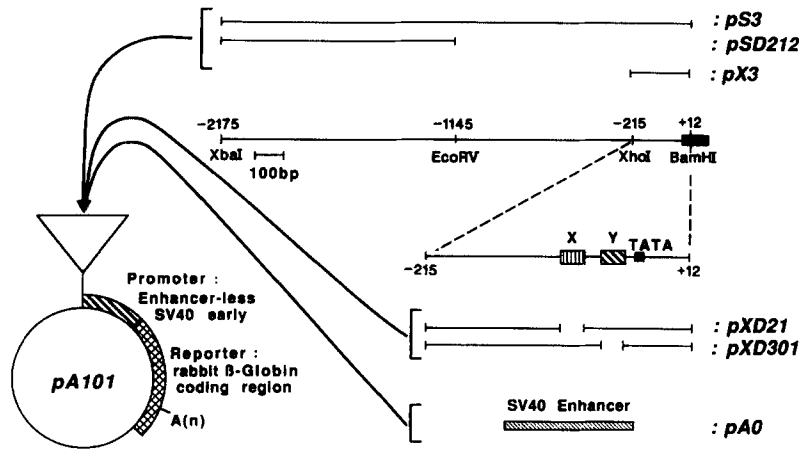 : pS3
: pSD212
: pX3
-2175 -1145 -215 +12
XbaI EcoRV XhoI BamHI
100bp
X Y TATA
-215 +12
Promoter :
Enhancer-less
SV40 early
: pXD21
: pXD301
Reporter :
rabbit ß-Globin
coding region
pA101
A(n)
SV40 Enhancer
: pA0